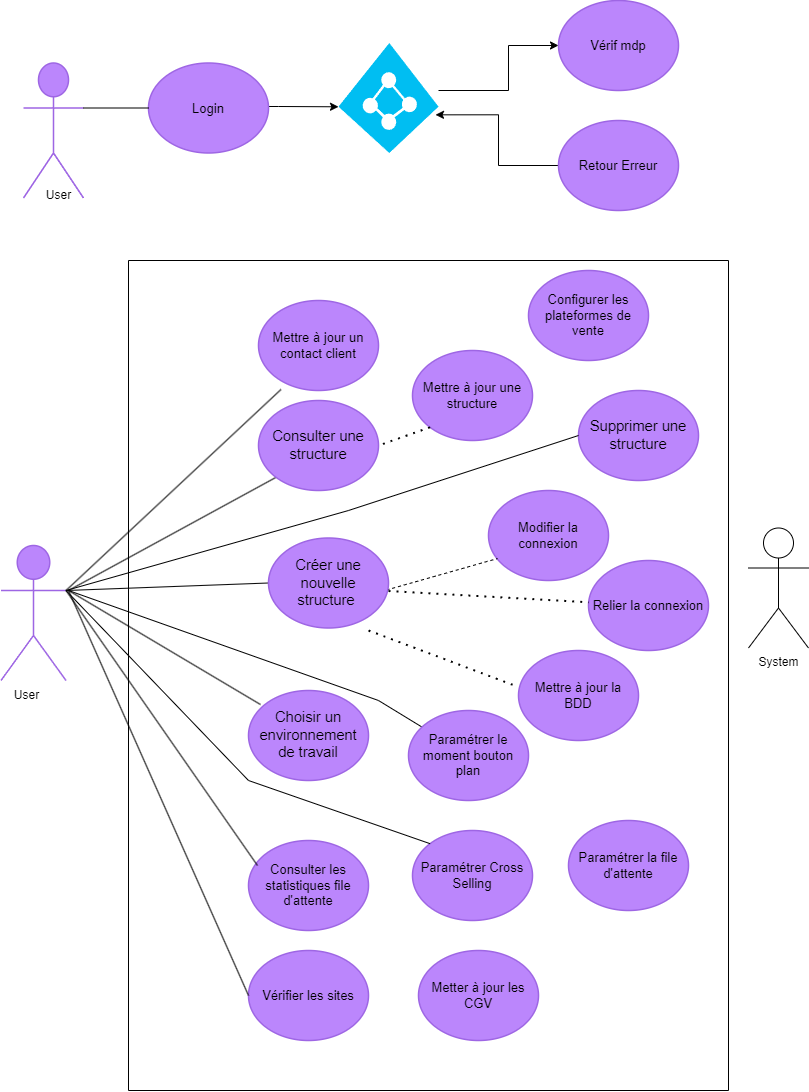 Vérif mdp
Login
Retour Erreur
User
Configurer les
plateformes de
vente
Mettre à jour un
contact client
Mettre à jour une
structure
Consulter une
structure
Supprimer une
structure
Modifier la
connexion
Créer une
nouvelle
structure
Relier la connexion
System
User
Mettre à jour la
BDD
Choisir un
environnement
de travail
Paramétrer le
moment bouton
plan
Consulter les
statistiques file
d'attente
Paramétrer Cross
Selling
Paramétrer la file
d'attente
Vérifier les sites
Metter à jour les
CGV